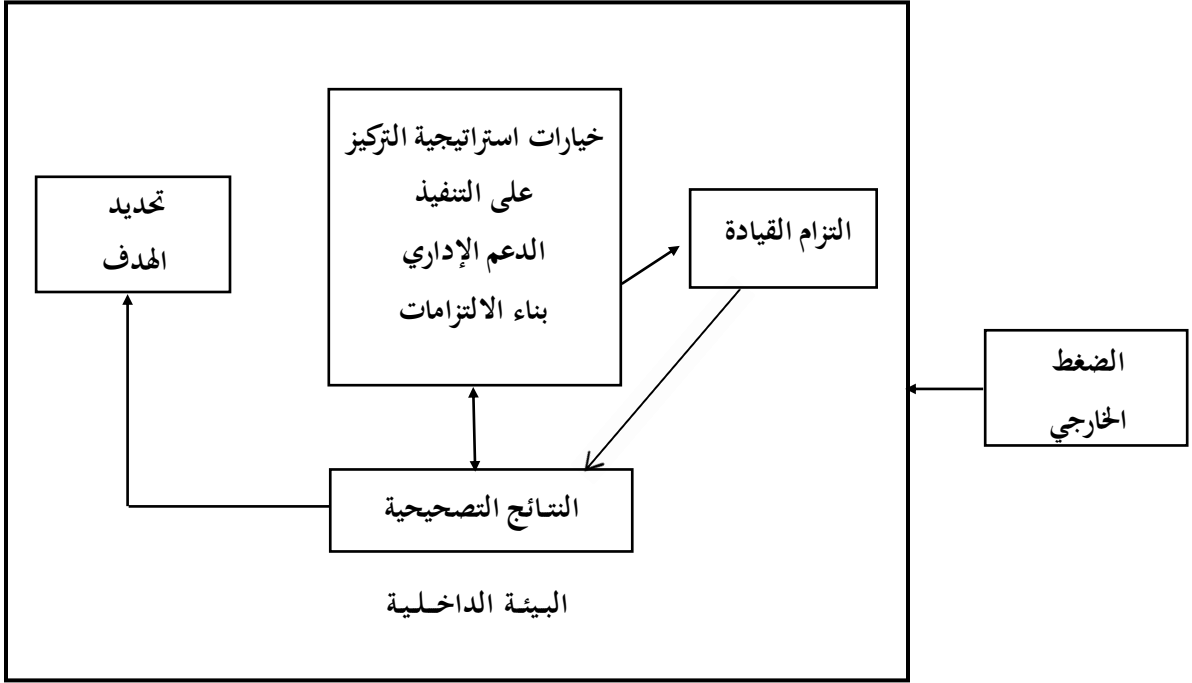 خيارات استراتيجية التركيز
على التنفيذ
الدعم الإداري
بناء الالتزامات
التزام القيادة
تحديد
الهدف
الضغط
الخارجي
النتائج التصحيحية
البيئة الداخلية